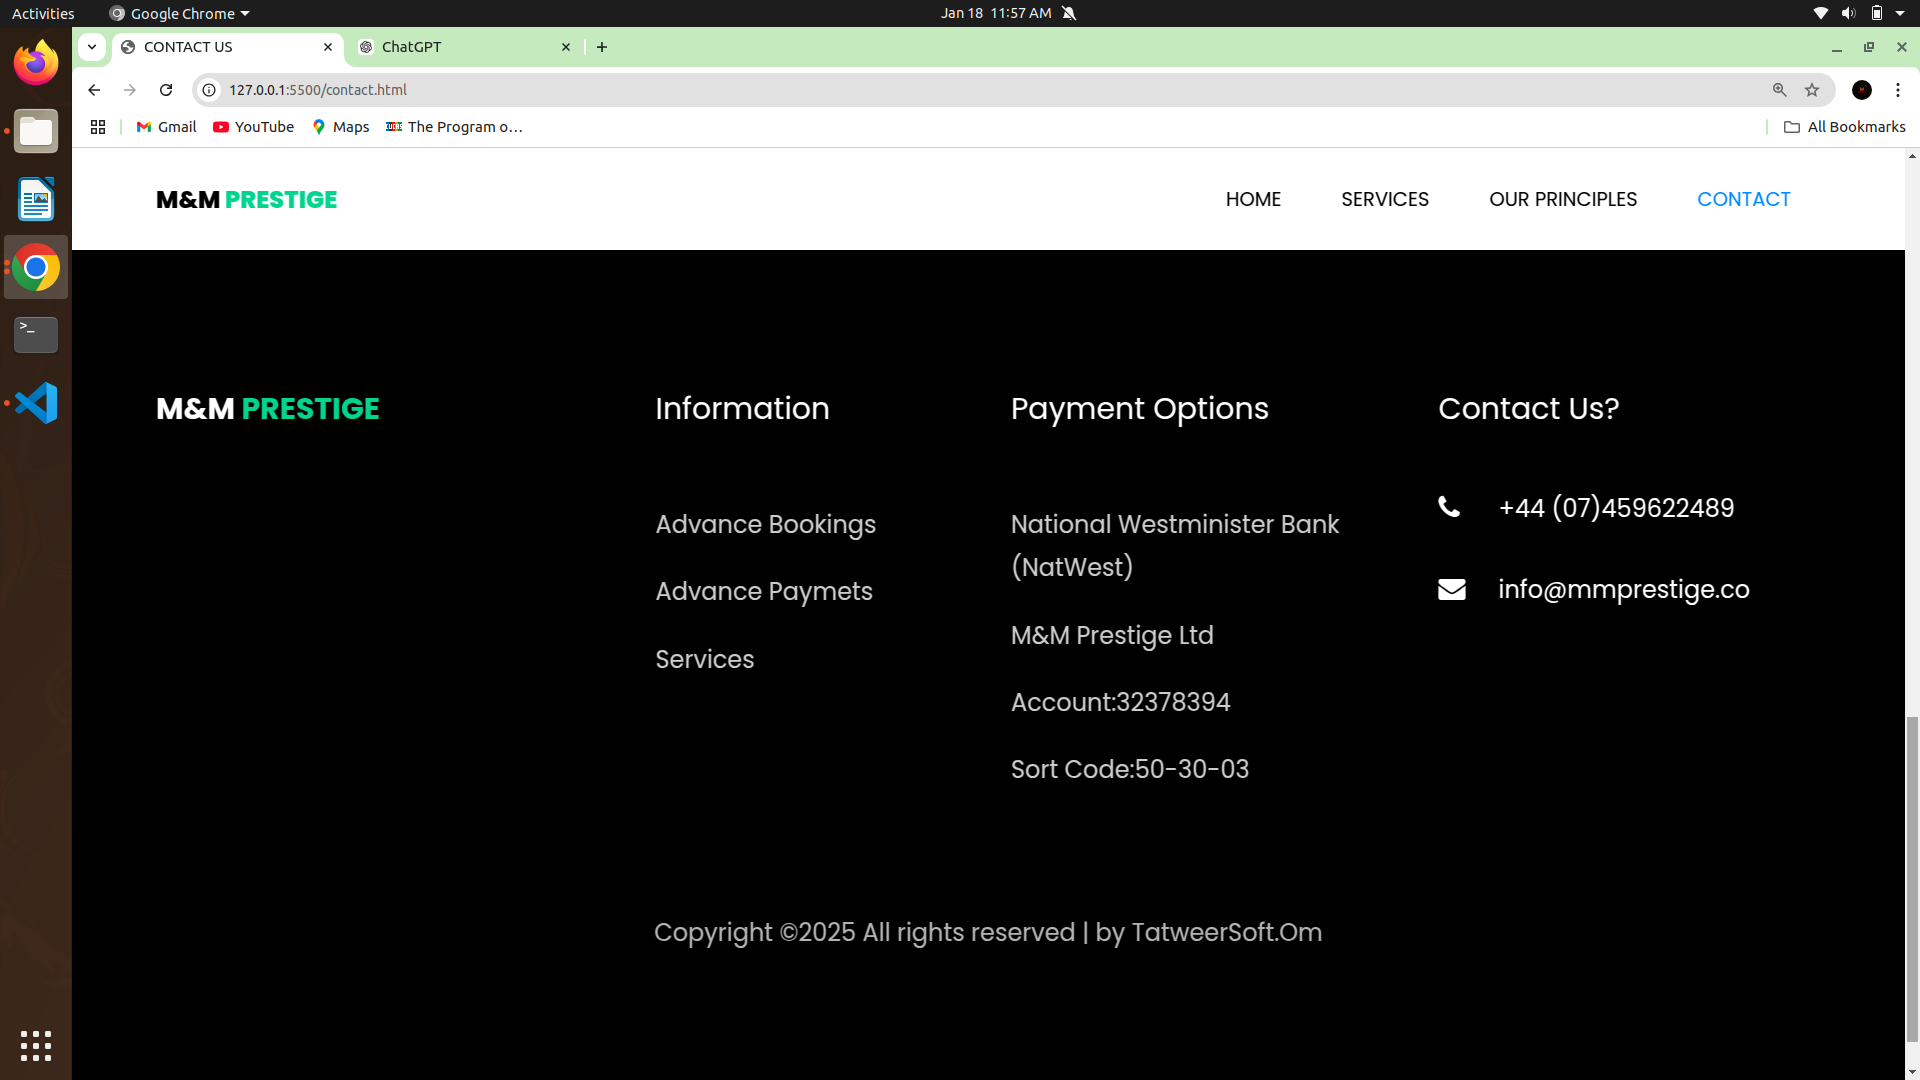 Activities
Google Chrome
Jan 18 11:57 AM
CONTACT US
ChatGPT
127.0.0.1:5500/contact.html
Gmail
YouTube
Maps
The Program o…
All Bookmarks
M&M PRESTIGE
HOME
SERVICES
OUR PRINCIPLES
CONTACT
M&M PRESTIGE
Information
Advance Bookings
Advance Paymets
Services
Payment Options
National Westminister Bank
(NatWest)
M&M Prestige Ltd
Account:32378394
Sort Code:50-30-03
Contact Us?
+44 (07)459622489
info@mmprestige.co
Copyright ©2025 All rights reserved | by TatweerSoft.Om